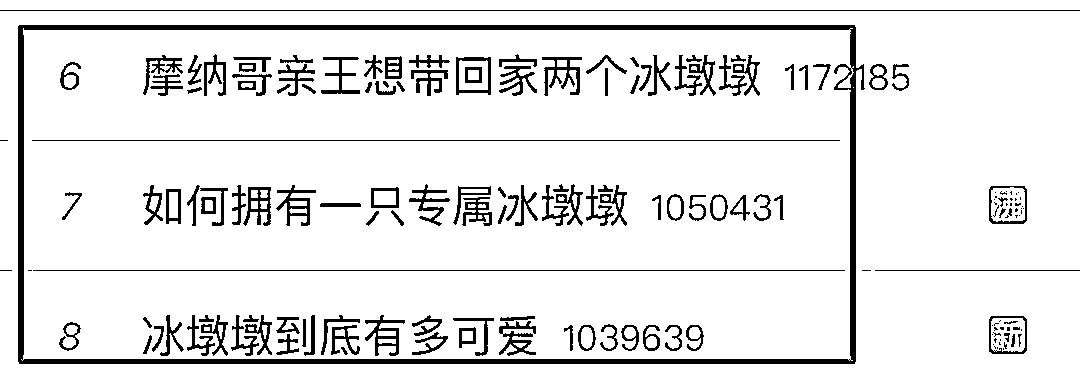 6 摩纳哥亲王想带回家两个冰墩墩 1172185
7 如何拥有一只专属冰墩墩 1050431 沸
8 冰墩墩到底有多可爱 1039639 新